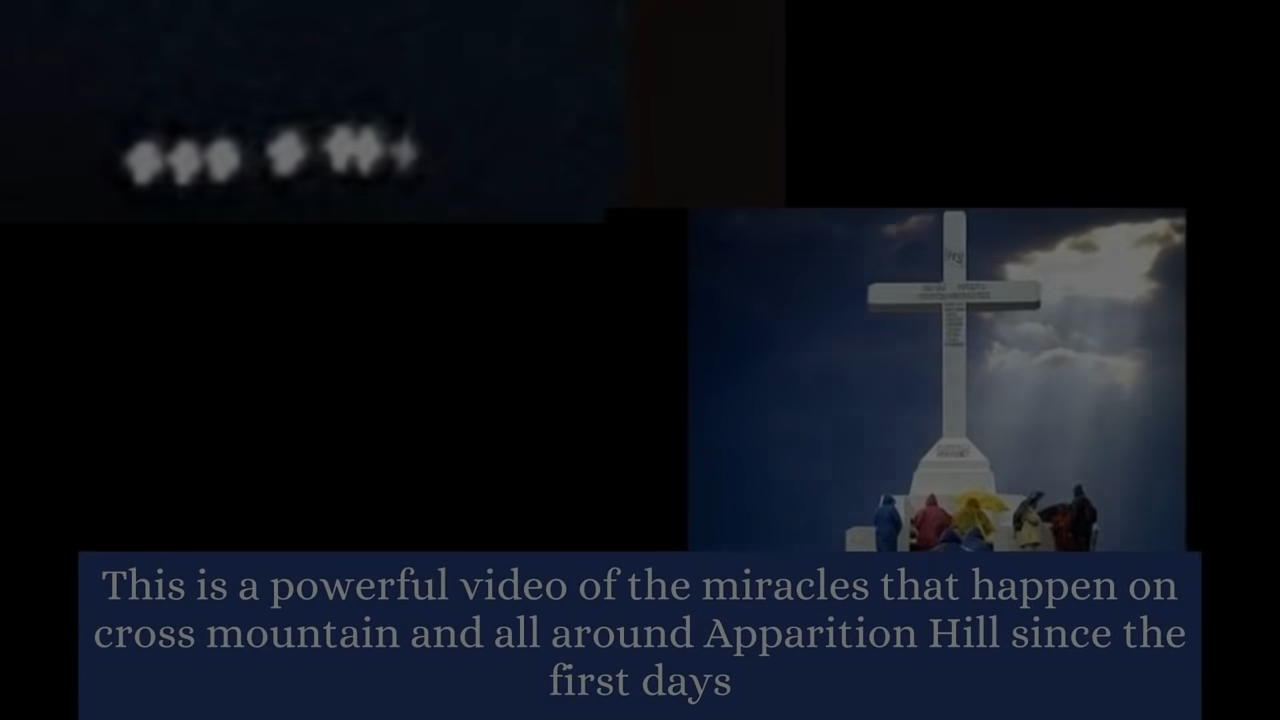 This is a powerful video of the miracles that happen on
cross mountain and all around Apparition Hill since the
first days